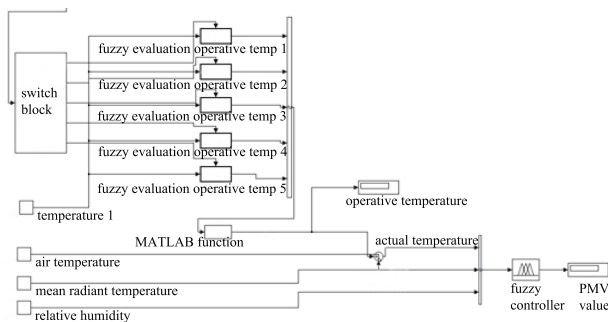 fuzzy evaluation operative temp 1
fuzzy evaluation operative temp 2
switch
block
fuzzy evaluation operative temp 3
fuzzy evaluation operative temp 4
fuzzy evaluation operative temp 5
temperature 1
operative temperature
MATLAB function
actual temperature
air temperature
mean radiant temperature
relative humidity
fuzzy
controller
PMV
value